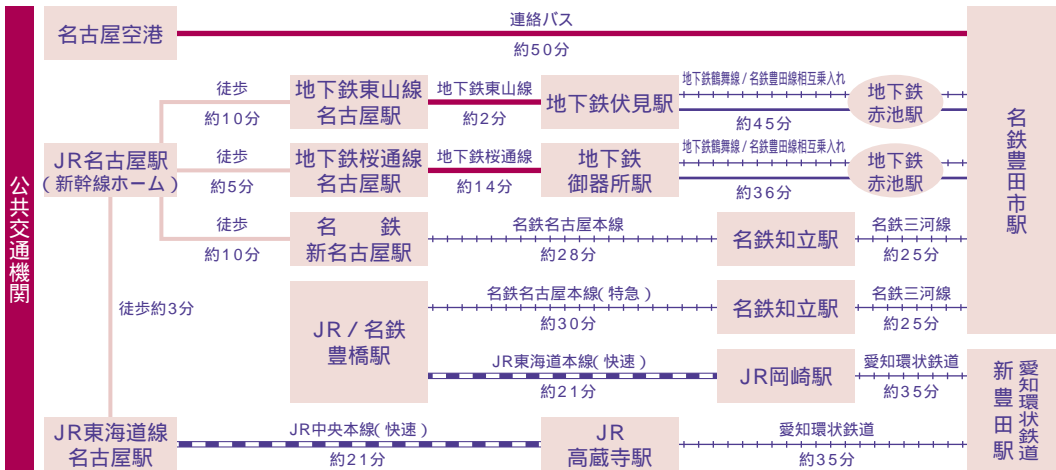 公共交通機関
名古屋空港
連絡バス
約50分
名鉄豊田市駅
JR名古屋駅
(新幹線ホーム)
徒歩
約10分
地下鉄東山線
名古屋駅
地下鉄東山線
約2分
地下鉄伏見駅
地下鉄鶴舞線/名鉄豊田線相互乗入れ
約45分
地下鉄
赤池駅
徒歩
約5分
地下鉄桜通線
名古屋駅
地下鉄桜通線
約14分
地下鉄
御器所駅
地下鉄鶴舞線/名鉄豊田線相互乗入れ
約36分
地下鉄
赤池駅
徒歩
約10分
名 鉄
新名古屋駅
名鉄名古屋本線
約28分
名鉄知立駅
名鉄三河線
約25分
徒歩約3分
JR/名鉄
豊橋駅
名鉄名古屋本線(特急)
約30分
名鉄知立駅
名鉄三河線
約25分
JR東海道本線(快速)
約21分
JR岡崎駅
愛知環状鉄道
約35分
愛知環状鉄道
新豊田駅
JR東海道線
名古屋駅
JR中央本線(快速)
約21分
JR
高蔵寺駅
愛知環状鉄道
約35分